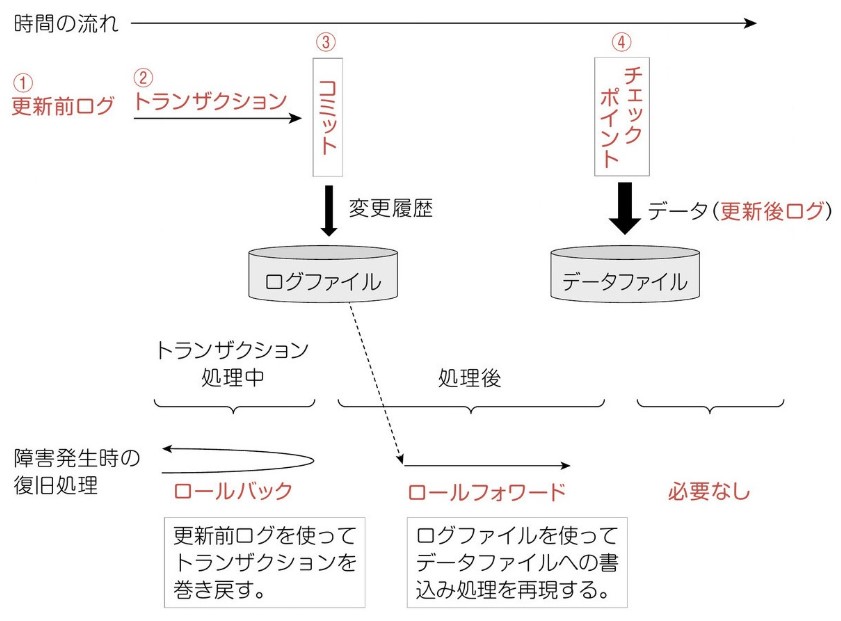 時間の流れ
①
更新前ログ
②
トランザクション
③
コミット
④
チェック
ポイント
変更履歴
データ(更新後ログ)
ログファイル
データファイル
トランザクション
処理中
処理後
障害発生時の
復旧処理
ロールバック
ロールフォワード
必要なし
更新前ログを使って
トランザクションを
巻き戻す。
ログファイルを使って
データファイルへの書
込み処理を再現する。